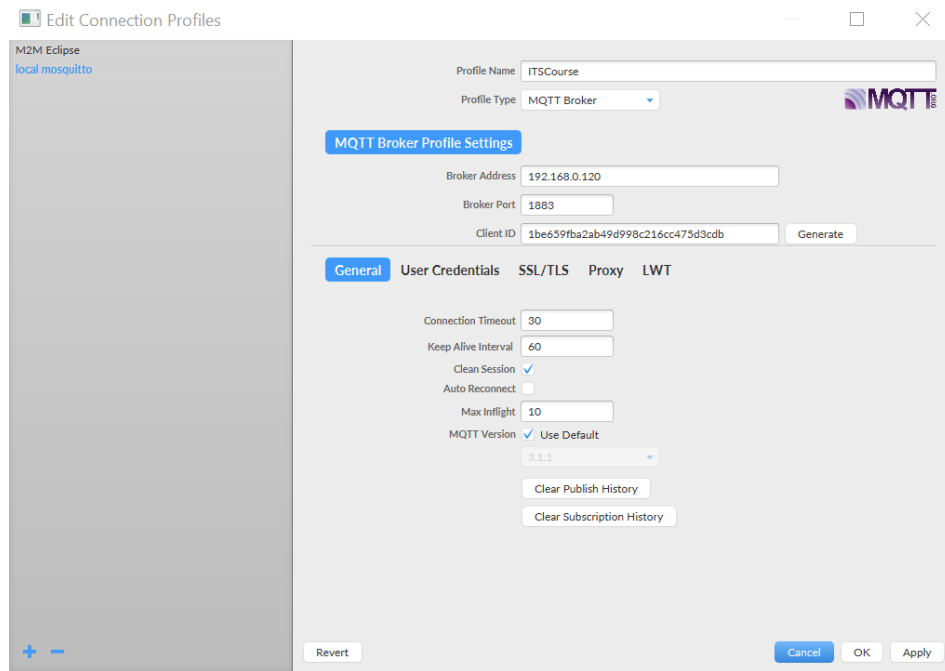 Edit Connection Profiles
M2M Eclipse
local mosquitto
Profile Name ITSCourse
Profile Type MQTT Broker
MQTT.ORG
MQTT Broker Profile Settings
Broker Address 192.168.0.120
Broker Port 1883
Client ID 1be659fba2ab49d998c216cc475d3cdb Generate
General User Credentials SSL/TLS Proxy LWT
Connection Timeout 30
Keep Alive Interval 60
Clean Session
Auto Reconnect
Max Inflight 10
MQTT Version Use Default
3.1.1
Clear Publish History
Clear Subscription History
Revert Cancel OK Apply